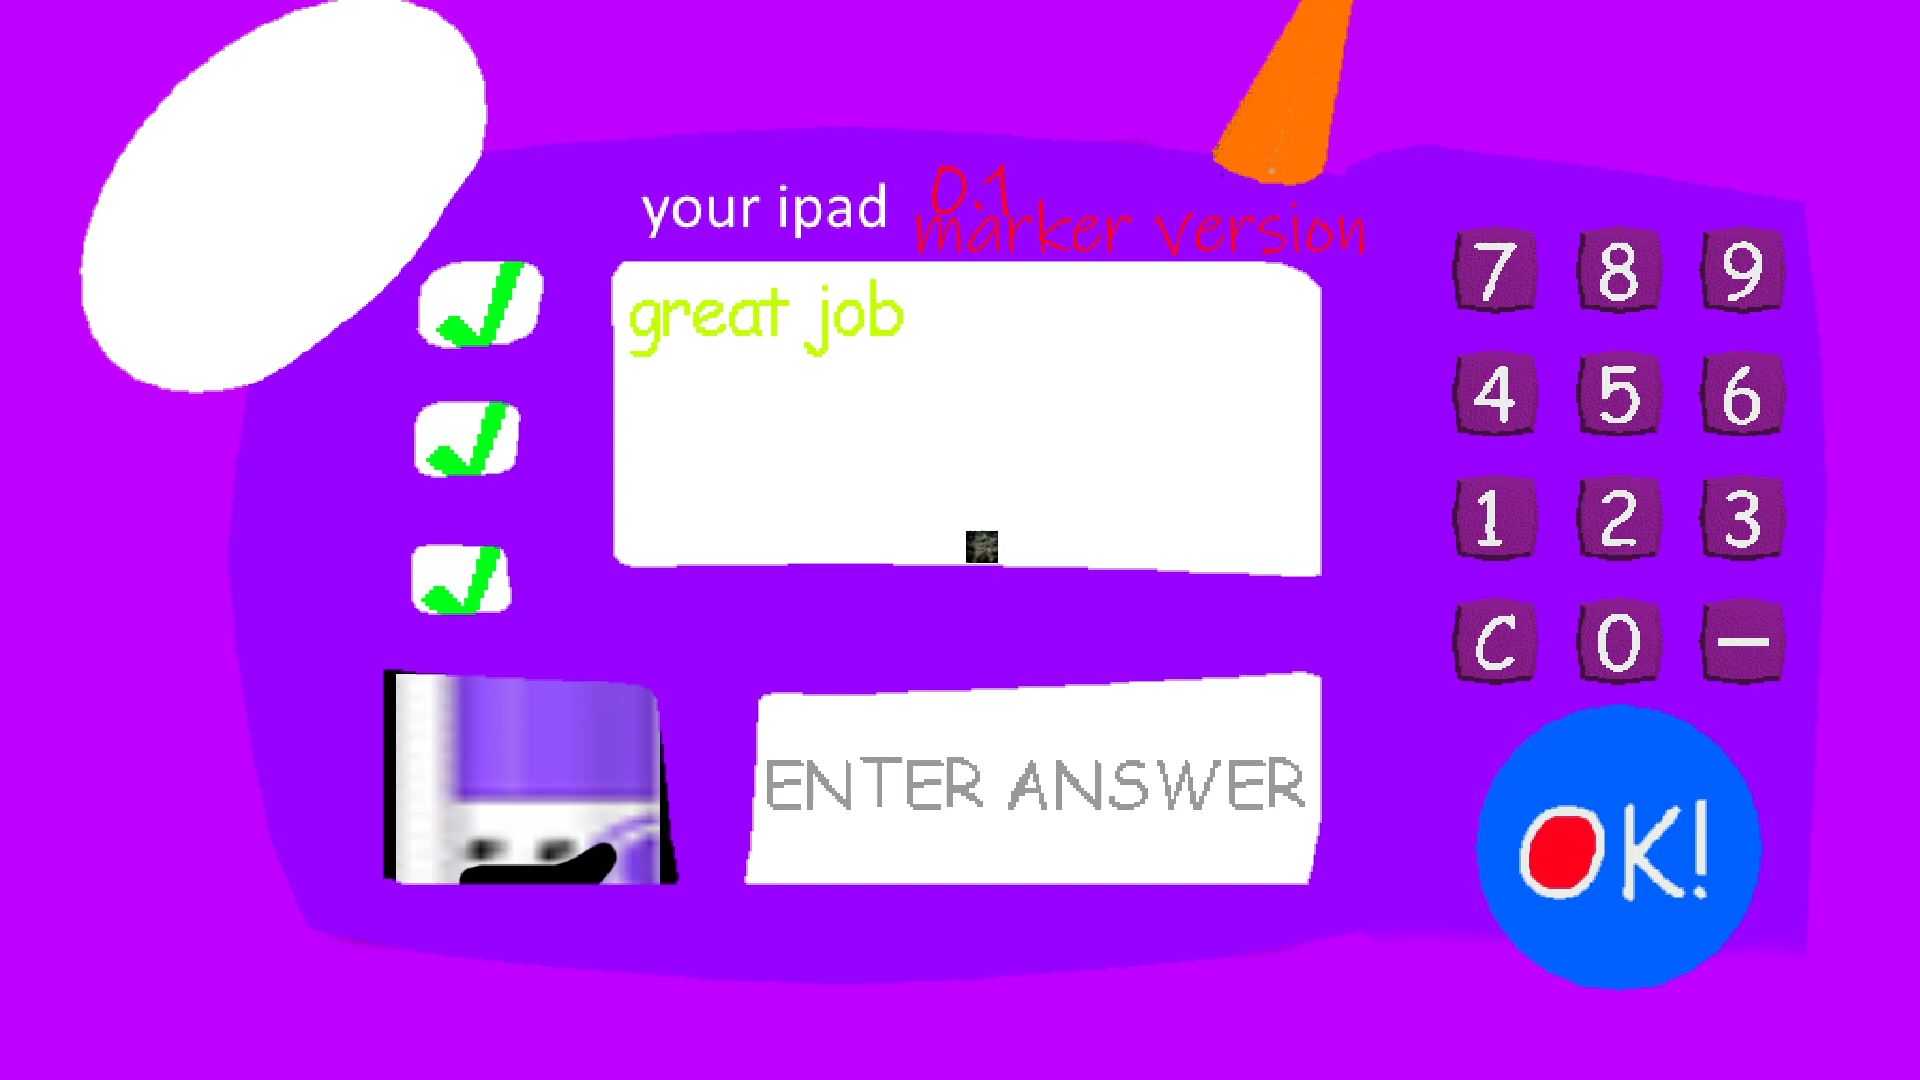 your ipad
0.1
marker version
great job
7 8 9
4 5 6
1 2 3
C 0 —
ENTER ANSWER
OK!